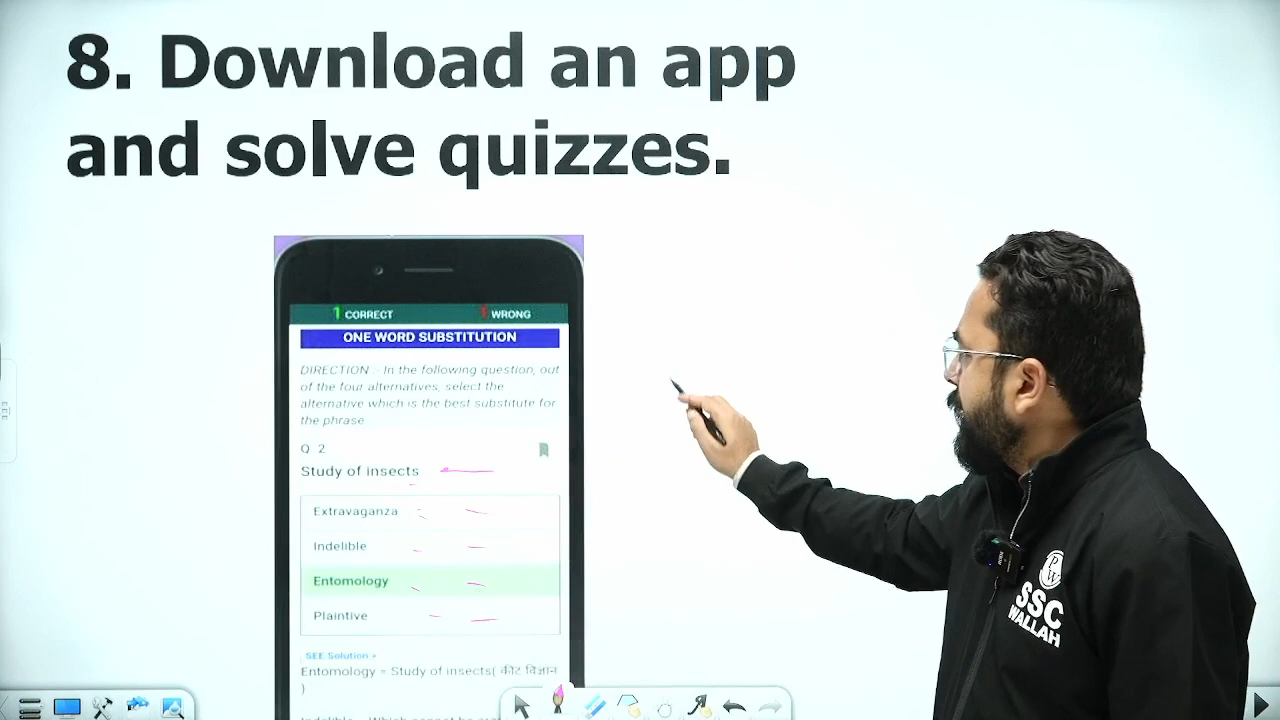 8. Download an app
and solve quizzes.
1 CORRECT 1 WRONG
ONE WORD SUBSTITUTION
DIRECTION :- In the following question, out
of the four alternatives, select the
alternative which is the best substitute for
the phrase
Q 2
Study of insects
Extravaganza
Indelible
Entomology
Plaintive
SEE Solution -
Entomology = Study of insects( कीट विज्ञान
)
PW
SSC
WALLAH